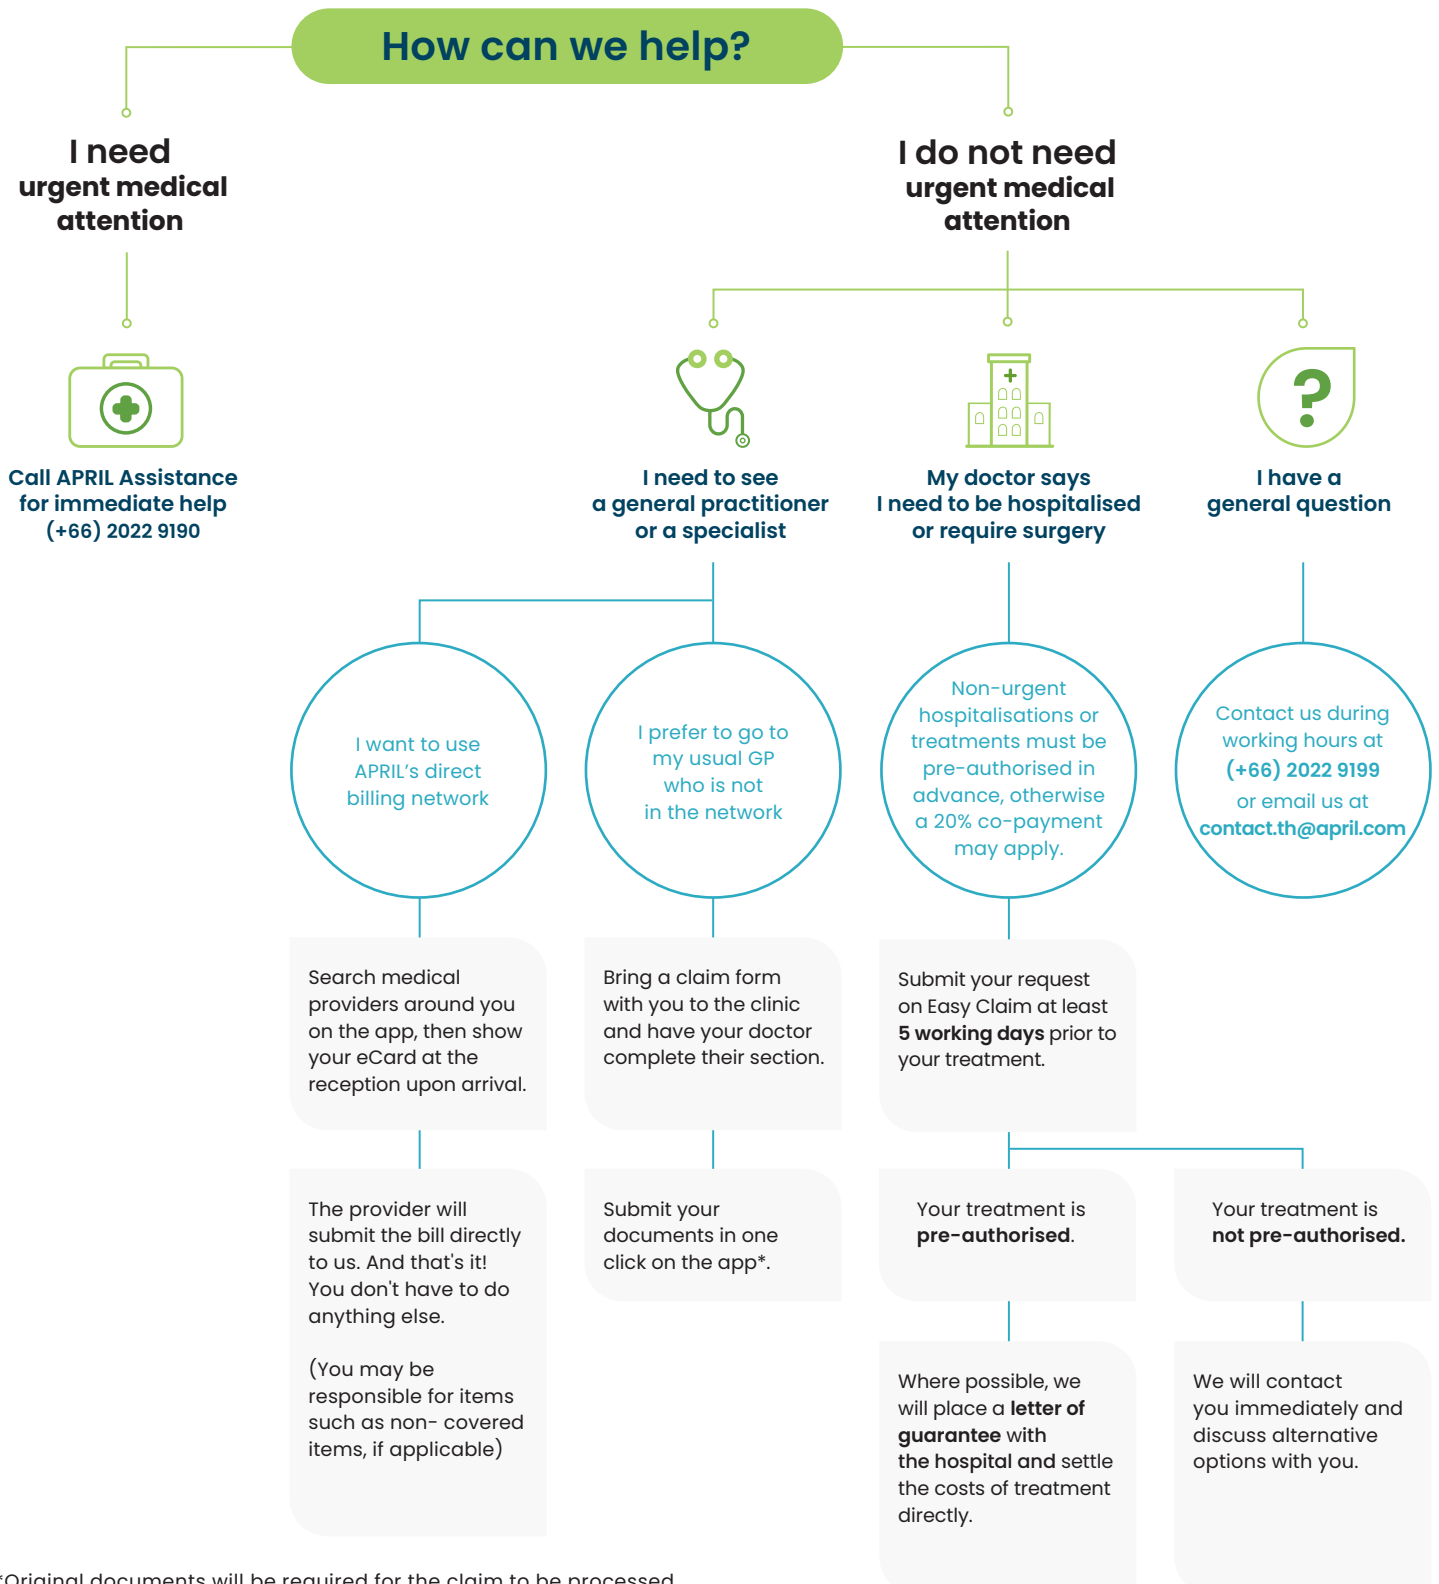 How can we help?
I need
urgent medical
attention
I do not need
urgent medical
attention
Call APRIL Assistance
for immediate help
(+66) 2022 9190
I need to see
a general practitioner
or a specialist
My doctor says
I need to be hospitalised
or require surgery
?
I have a
general question
I want to use
APRIL’s direct
billing network
I prefer to go to
my usual GP
who is not
in the network
Non-urgent
hospitalisations or
treatments must be
pre-authorised in
advance, otherwise
a 20% co-payment
may apply.
Contact us during
working hours at
(+66) 2022 9199
or email us at
contact.th@april.com
Search medical
providers around you
on the app, then show
your eCard at the
reception upon arrival.
Bring a claim form
with you to the clinic
and have your doctor
complete their section.
Submit your request
on Easy Claim at least
5 working days prior to
your treatment.
The provider will
submit the bill directly
to us. And that's it!
You don't have to do
anything else.
(You may be
responsible for items
such as non- covered
items, if applicable)
Submit your
documents in one
click on the app*.
Your treatment is
pre-authorised.
Your treatment is
not pre-authorised.
Where possible, we
will place a letter of
guarantee with
the hospital and settle
the costs of treatment
directly.
We will contact
you immediately and
discuss alternative
options with you.
*Original documents will be required for the claim to be processed